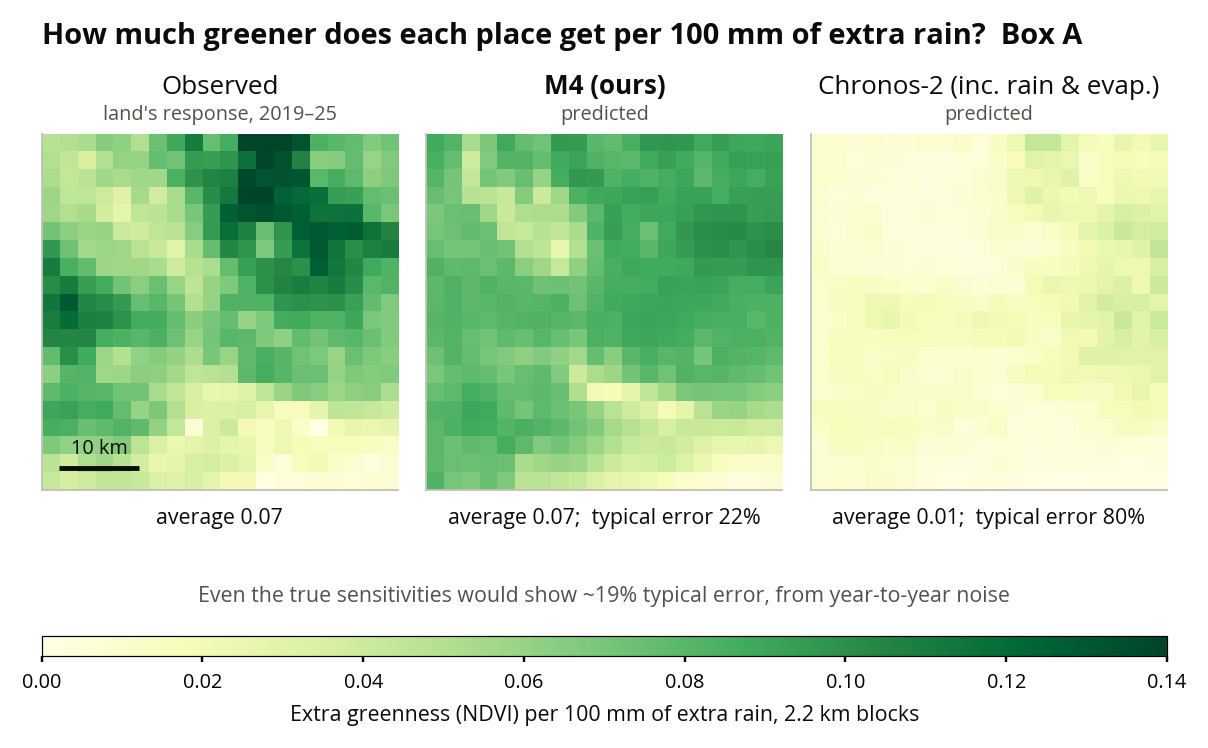 How much greener does each place get per 100 mm of extra rain?  Box A
Observed
land's response, 2019–25
M4 (ours)
predicted
Chronos-2 (inc. rain & evap.)
predicted
10 km
average 0.07
average 0.07;  typical error 22%
average 0.01;  typical error 80%
Even the true sensitivities would show ~19% typical error, from year-to-year noise
0.00 0.02 0.04 0.06 0.08 0.10 0.12 0.14
Extra greenness (NDVI) per 100 mm of extra rain, 2.2 km blocks